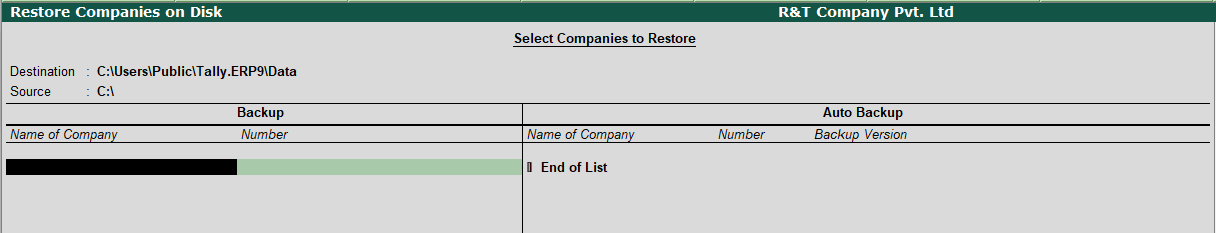 Restore Companies on Disk R&T Company Pvt. Ltd
Select Companies to Restore
Destination : C:\Users\Public\Tally.ERP9\Data
Source : C:\
Backup Auto Backup
Name of Company Number Name of Company Number Backup Version
End of List